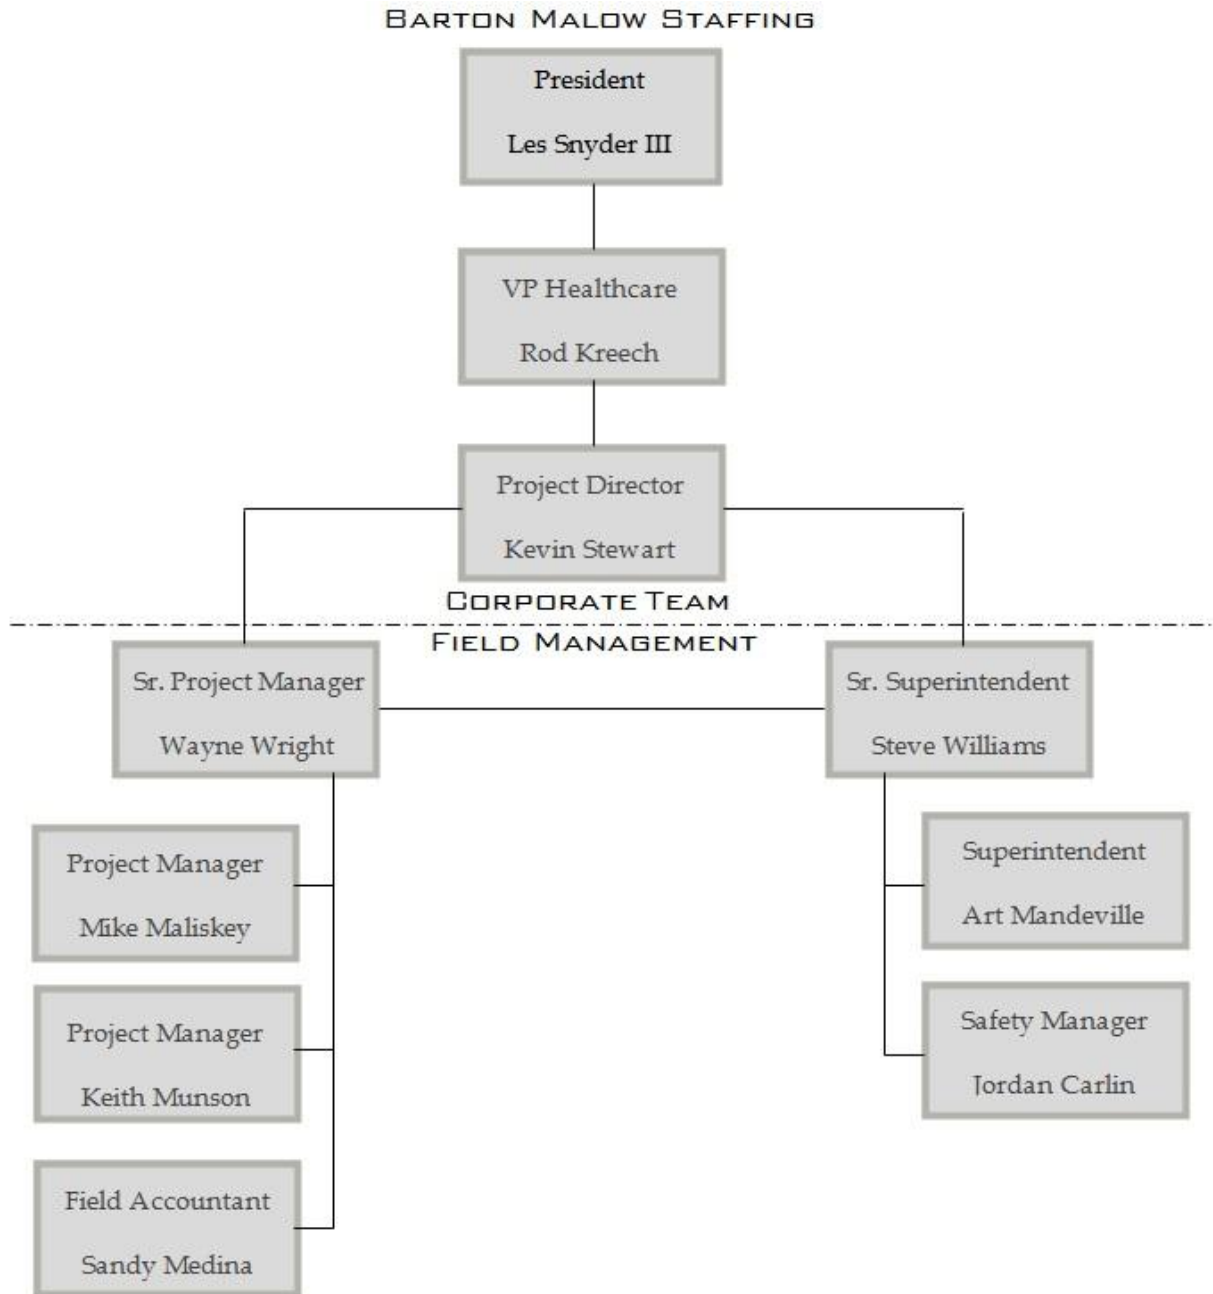 BARTON MALOW STAFFING
President
Les Snyder III
VP Healthcare
Rod Kreech
Project Director
Kevin Stewart
CORPORATE TEAM
FIELD MANAGEMENT
Sr. Project Manager
Wayne Wright
Sr. Superintendent
Steve Williams
Project Manager
Mike Maliskey
Superintendent
Art Mandeville
Project Manager
Keith Munson
Safety Manager
Jordan Carlin
Field Accountant
Sandy Medina